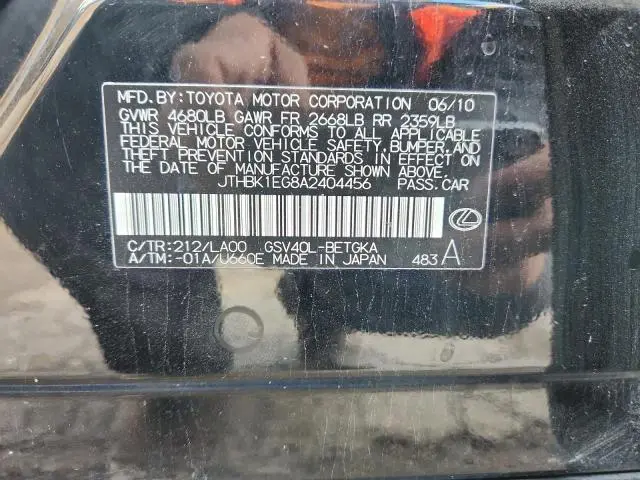 MFD. BY: TOYOTA MOTOR CORPORATION 06/10
GVWR 4680LB GAWR FR 2668LB RR 2359LB
THIS VEHICLE CONFORMS TO ALL APPLICABLE
FEDERAL MOTOR VEHICLE SAFETY, BUMPER, AND
THEFT PREVENTION STANDARDS IN EFFECT ON
THE DATE OF MANUFACTURE SHOWN ABOVE.
JTHBK1EG8A2404456 PASS. CAR
C/TR: 212/LA00 GSV40L-BETGKA
A/TM: -01A/U660E MADE IN JAPAN 483 A